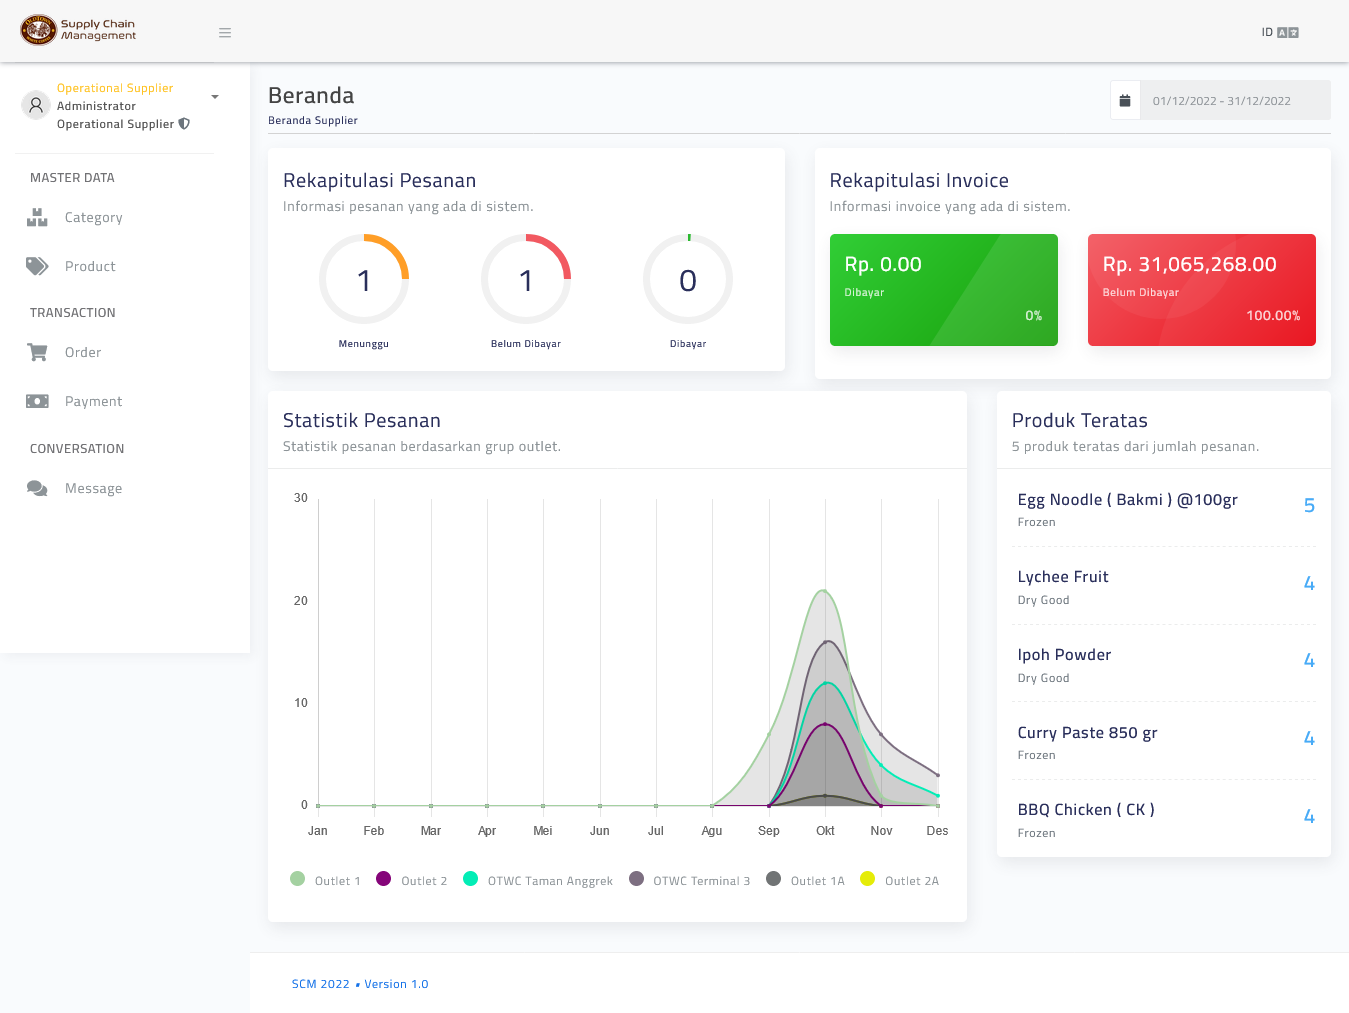 Supply Chain
Management
ID
Operational Supplier
Administrator
Operational Supplier
MASTER DATA
Category
Product
TRANSACTION
Order
Payment
CONVERSATION
Message
Beranda
Beranda Supplier
01/12/2022 - 31/12/2022
Rekapitulasi Pesanan
Informasi pesanan yang ada di sistem.
1
1
0
Menunggu
Belum Dibayar
Dibayar
Rekapitulasi Invoice
Informasi invoice yang ada di sistem.
Rp. 0.00
Dibayar
0%
Rp. 31,065,268.00
Belum Dibayar
100.00%
Statistik Pesanan
Statistik pesanan berdasarkan grup outlet.
30
20
10
0
Jan Feb Mar Apr Mei Jun Jul Agu Sep Okt Nov Des
Outlet 1 Outlet 2 OTWC Taman Anggrek OTWC Terminal 3 Outlet 1A Outlet 2A
Produk Teratas
5 produk teratas dari jumlah pesanan.
Egg Noodle ( Bakmi ) @100gr
5
Frozen
Lychee Fruit
4
Dry Good
Ipoh Powder
4
Dry Good
Curry Paste 850 gr
4
Frozen
BBQ Chicken ( CK )
4
Frozen
SCM 2022 • Version 1.0